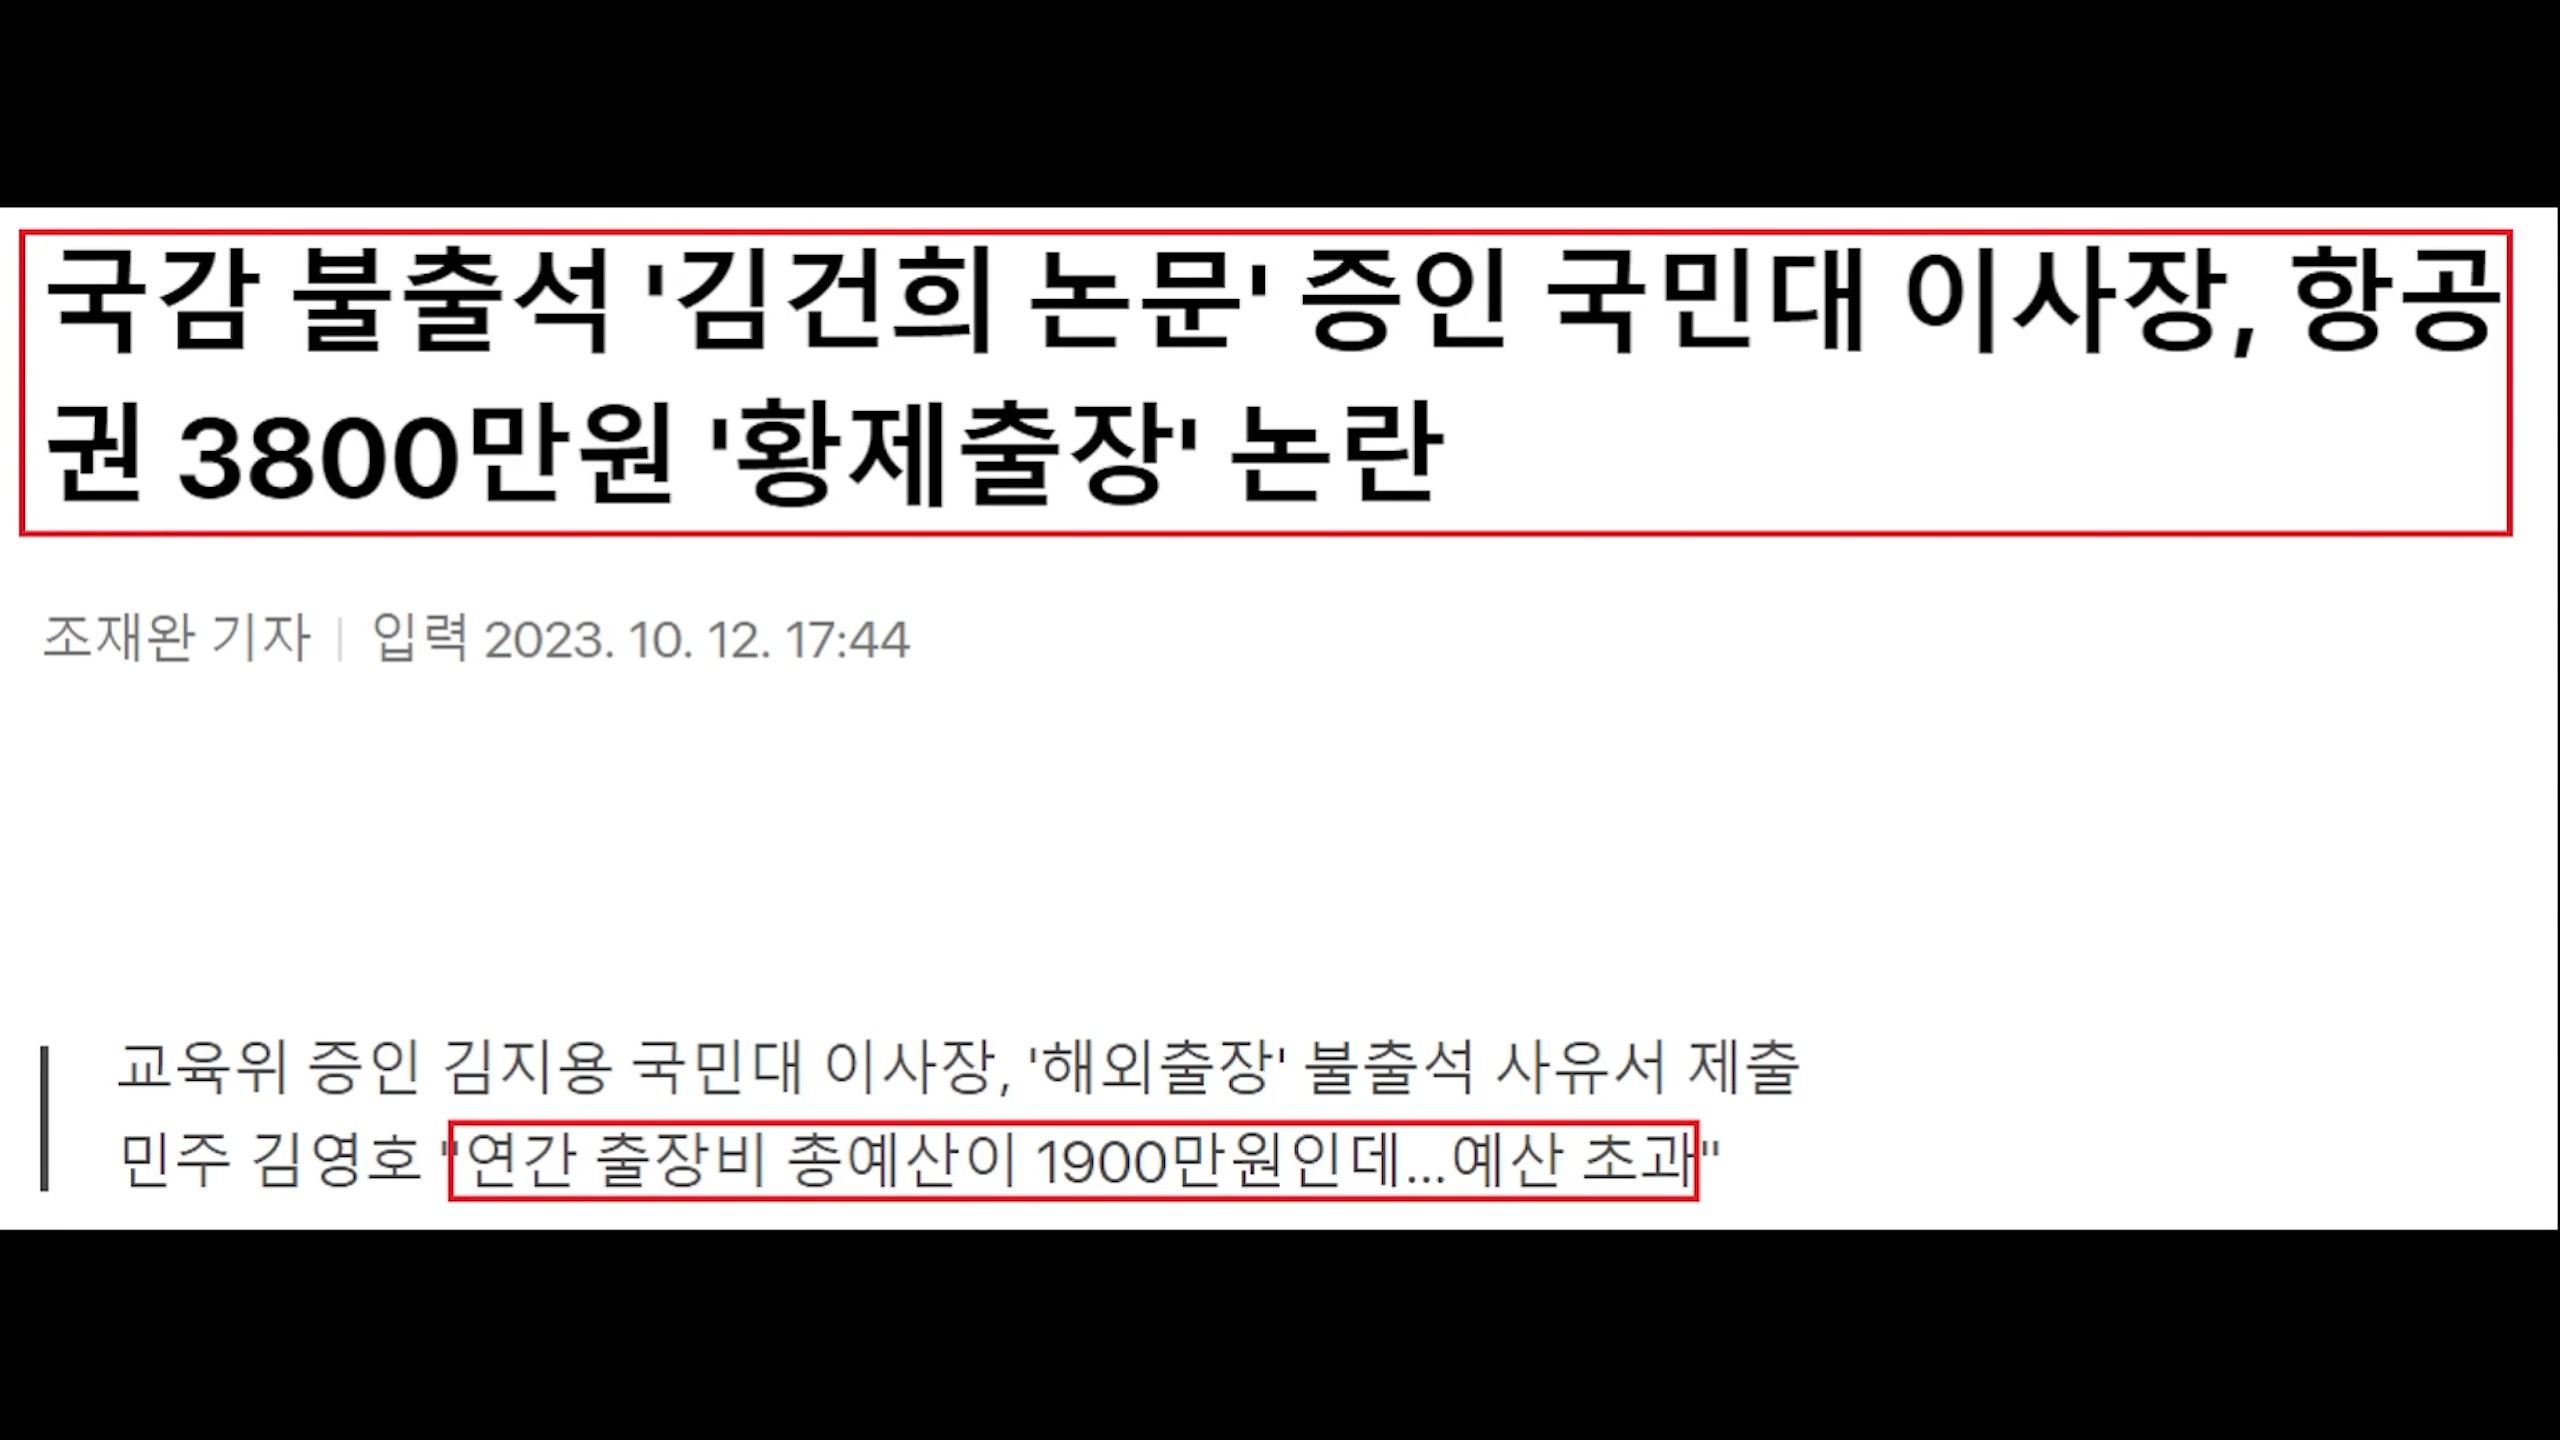 국감 불출석 '김건희 논문' 증인 국민대 이사장, 항공
권 3800만원 '황제출장' 논란
조재완 기자 | 입력 2023. 10. 12. 17:44
교육위 증인 김지용 국민대 이사장, '해외출장' 불출석 사유서 제출
민주 김영호 "연간 출장비 총예산이 1900만원인데...예산 초과"